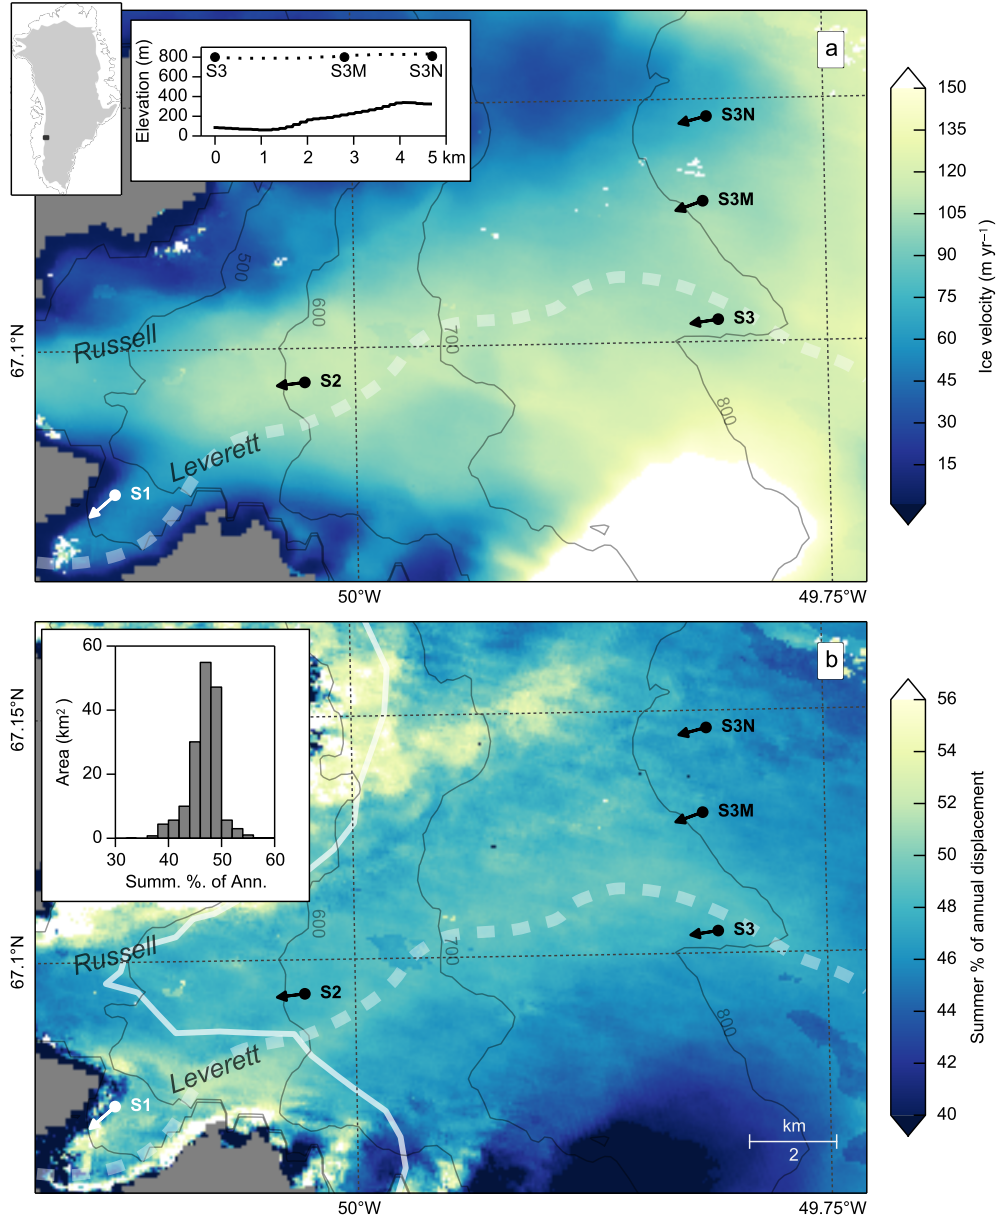 a
Elevation (m)
800
600
400
200
0
S3
S3M
S3N
0
1
2
3
4
5 km
S3N
S3M
S3
S2
S1
500
600
700
800
Russell
Leverett
67.1°N
50°W
49.75°W
150
135
120
105
90
75
60
45
30
15
Ice velocity (m yr⁻¹)
b
60
40
20
0
Area (km²)
30
40
50
60
Summ. %. of Ann.
67.15°N
67.1°N
S3N
S3M
S3
S2
S1
600
700
800
Russell
Leverett
km
2
50°W
49.75°W
56
54
52
50
48
46
44
42
40
Summer % of annual displacement